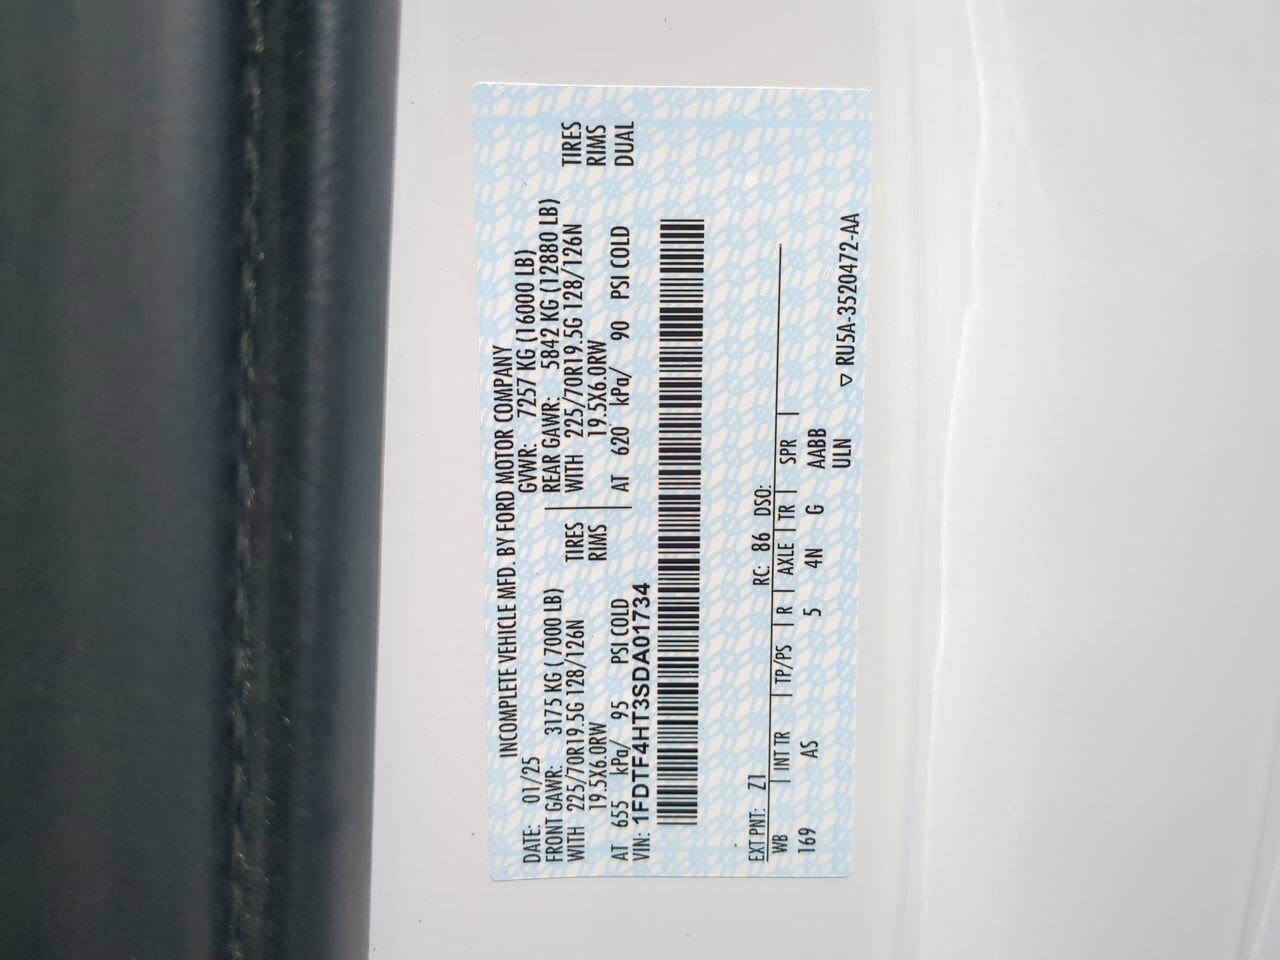 INCOMPLETE VEHICLE MFD. BY FORD MOTOR COMPANY
DATE: 01/25 GVWR: 7257 KG (16000 LB)
FRONT GAWR: 3175 KG (7000 LB) REAR GAWR: 5842 KG (12880 LB)
WITH 225/70R19.5G 128/126N TIRES WITH 225/70R19.5G 128/126N TIRES
19.5X6.0RW RIMS 19.5X6.0RW RIMS
AT 655 kPa/ 95 PSI COLD AT 620 kPa/ 90 PSI COLD DUAL
VIN: 1FDTF4HT3SDA01734
EXT PNT: Z1 RC: 86 DSO:
WB | INT TR | TP/PS | R | AXLE | TR | SPR |
169 AS 5 4N G AABB
ULN ▽ RU5A-3520472-AA